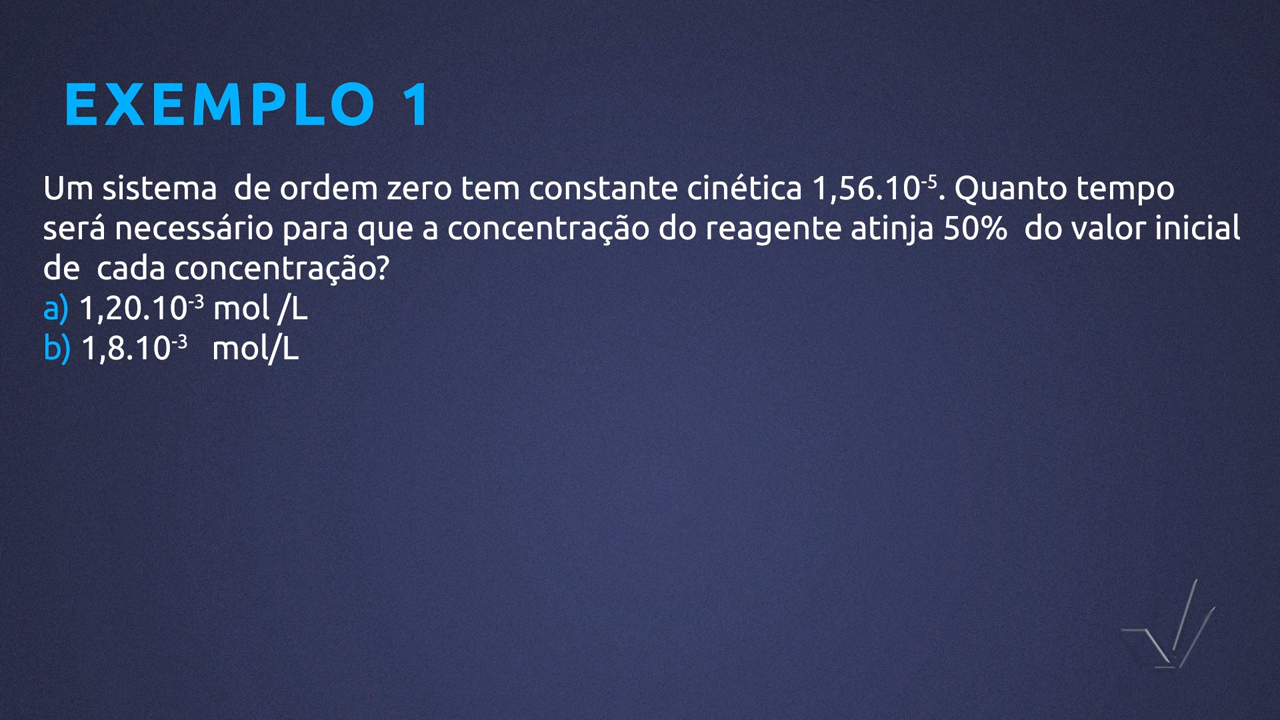 EXEMPLO 1
Um sistema de ordem zero tem constante cinética 1,56.10⁻⁵. Quanto tempo
será necessário para que a concentração do reagente atinja 50% do valor inicial
de cada concentração?
a) 1,20.10⁻³ mol /L
b) 1,8.10⁻³ mol/L